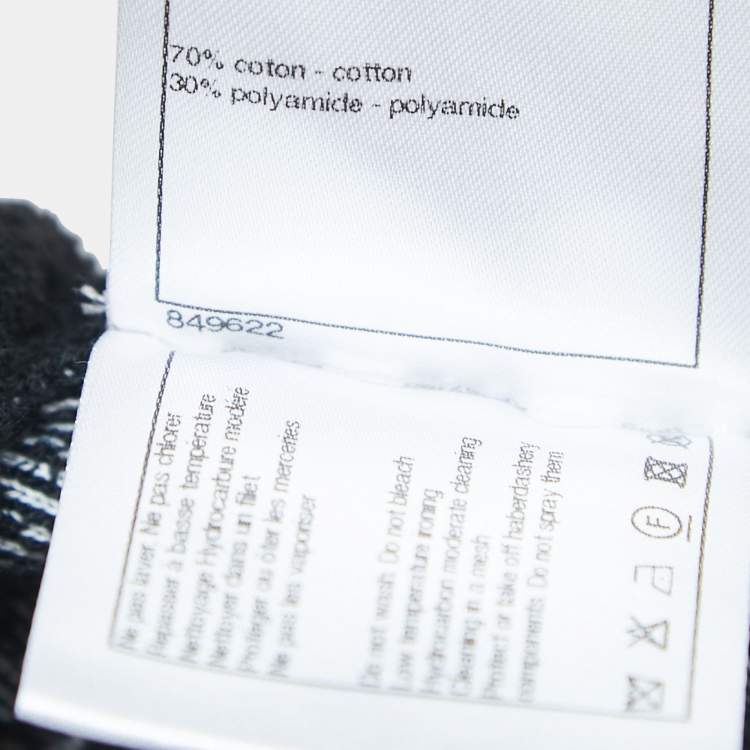 70% coton - cotton
30% polyamide - polyamide
849622
Ne pas laver. Ne pas chlorer
Repasser à basse température
Nettoyage Hydrocarbure modéré
Nettoyer dans un filet
Protéger ou oter les merceries
Ne pas les vaporiser
Do not wash. Do not bleach
Low temperature ironing
Hydrocarbon moderate cleaning
Cleaning in a mesh
Protect or take off haberdashery
components. Do not spray them
F